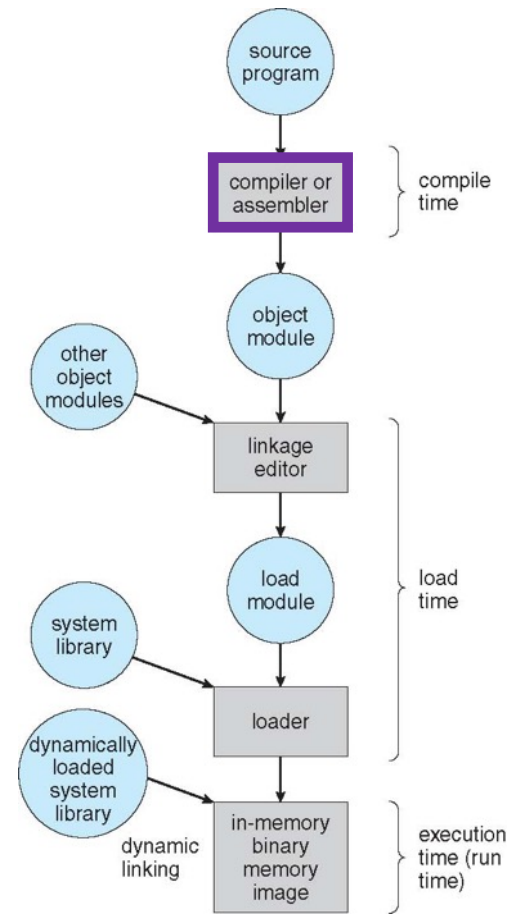 source
program
compiler or
assembler
compile
time
object
module
other
object
modules
linkage
editor
load
module
load
time
system
library
loader
dynamically
loaded
system
library
dynamic
linking
in-memory
binary
memory
image
execution
time (run
time)